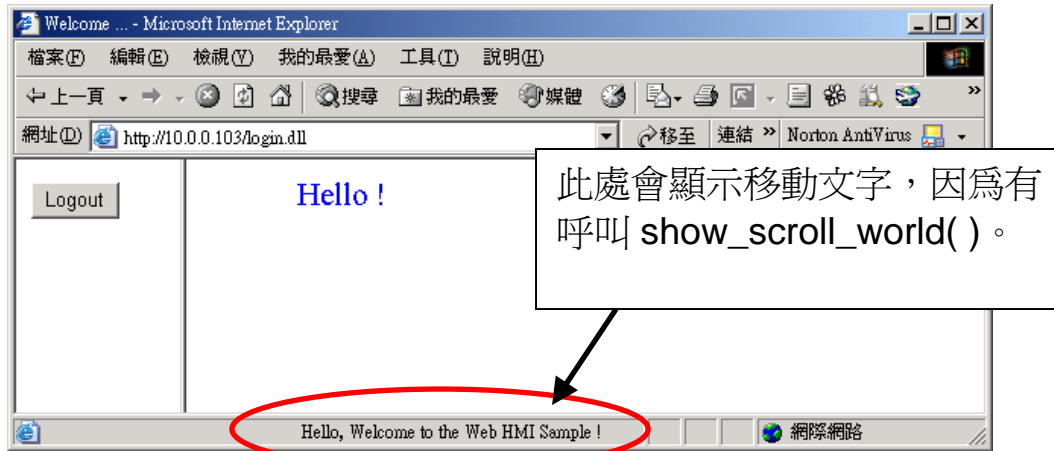 Welcome ... - Microsoft Internet Explorer
檔案(F) 編輯(E) 檢視(V) 我的最愛(A) 工具(T) 說明(H)
上一頁 搜尋 我的最愛 媒體 »
網址(D) http://10.0.0.103/login.dll 移至 連結 » Norton AntiVirus
Logout
Hello !
此處會顯示移動文字，因為有
呼叫 show_scroll_world( )。
Hello, Welcome to the Web HMI Sample !
網際網路